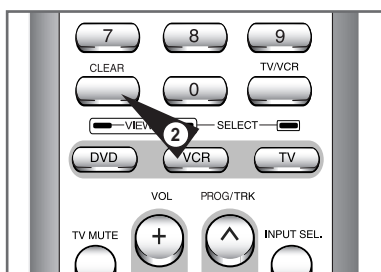 7 8 9
CLEAR TV/VCR
0
VIEW SELECT
2
DVD VCR TV
VOL PROG/TRK
TV MUTE + INPUT SEL.